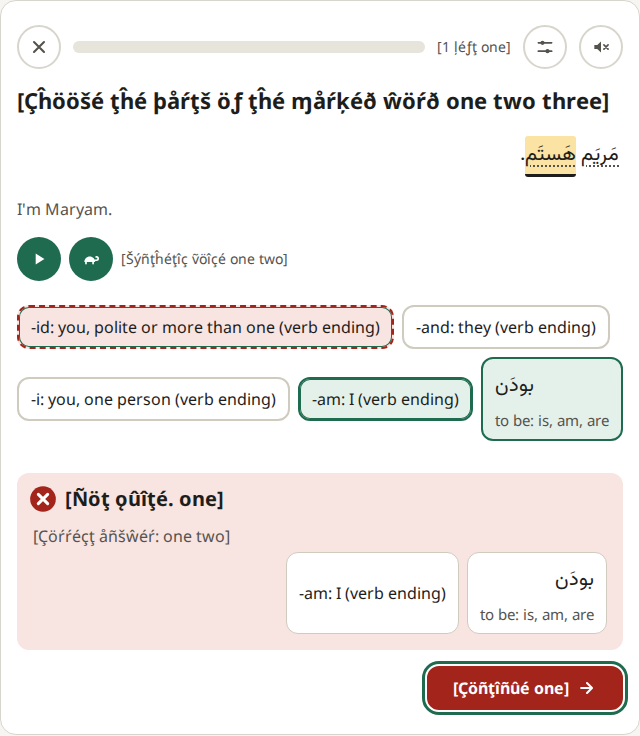 [1 ļéƒţ one]
[Çĥööšé ţĥé þåŕţš öƒ ţĥé ɱåŕķéð ŵöŕð one two three]
مَریَم هَستَم.
I'm Maryam.
[Šýñţĥéţîç ṽöîçé one two]
-id: you, polite or more than one (verb ending)
-and: they (verb ending)
-i: you, one person (verb ending)
-am: I (verb ending)
بودَن
to be: is, am, are
[Ñöţ ǫûîţé. one]
[Çöŕŕéçţ åñšŵéŕ: one two]
بودَن
to be: is, am, are
-am: I (verb ending)
[Çöñţîñûé one]